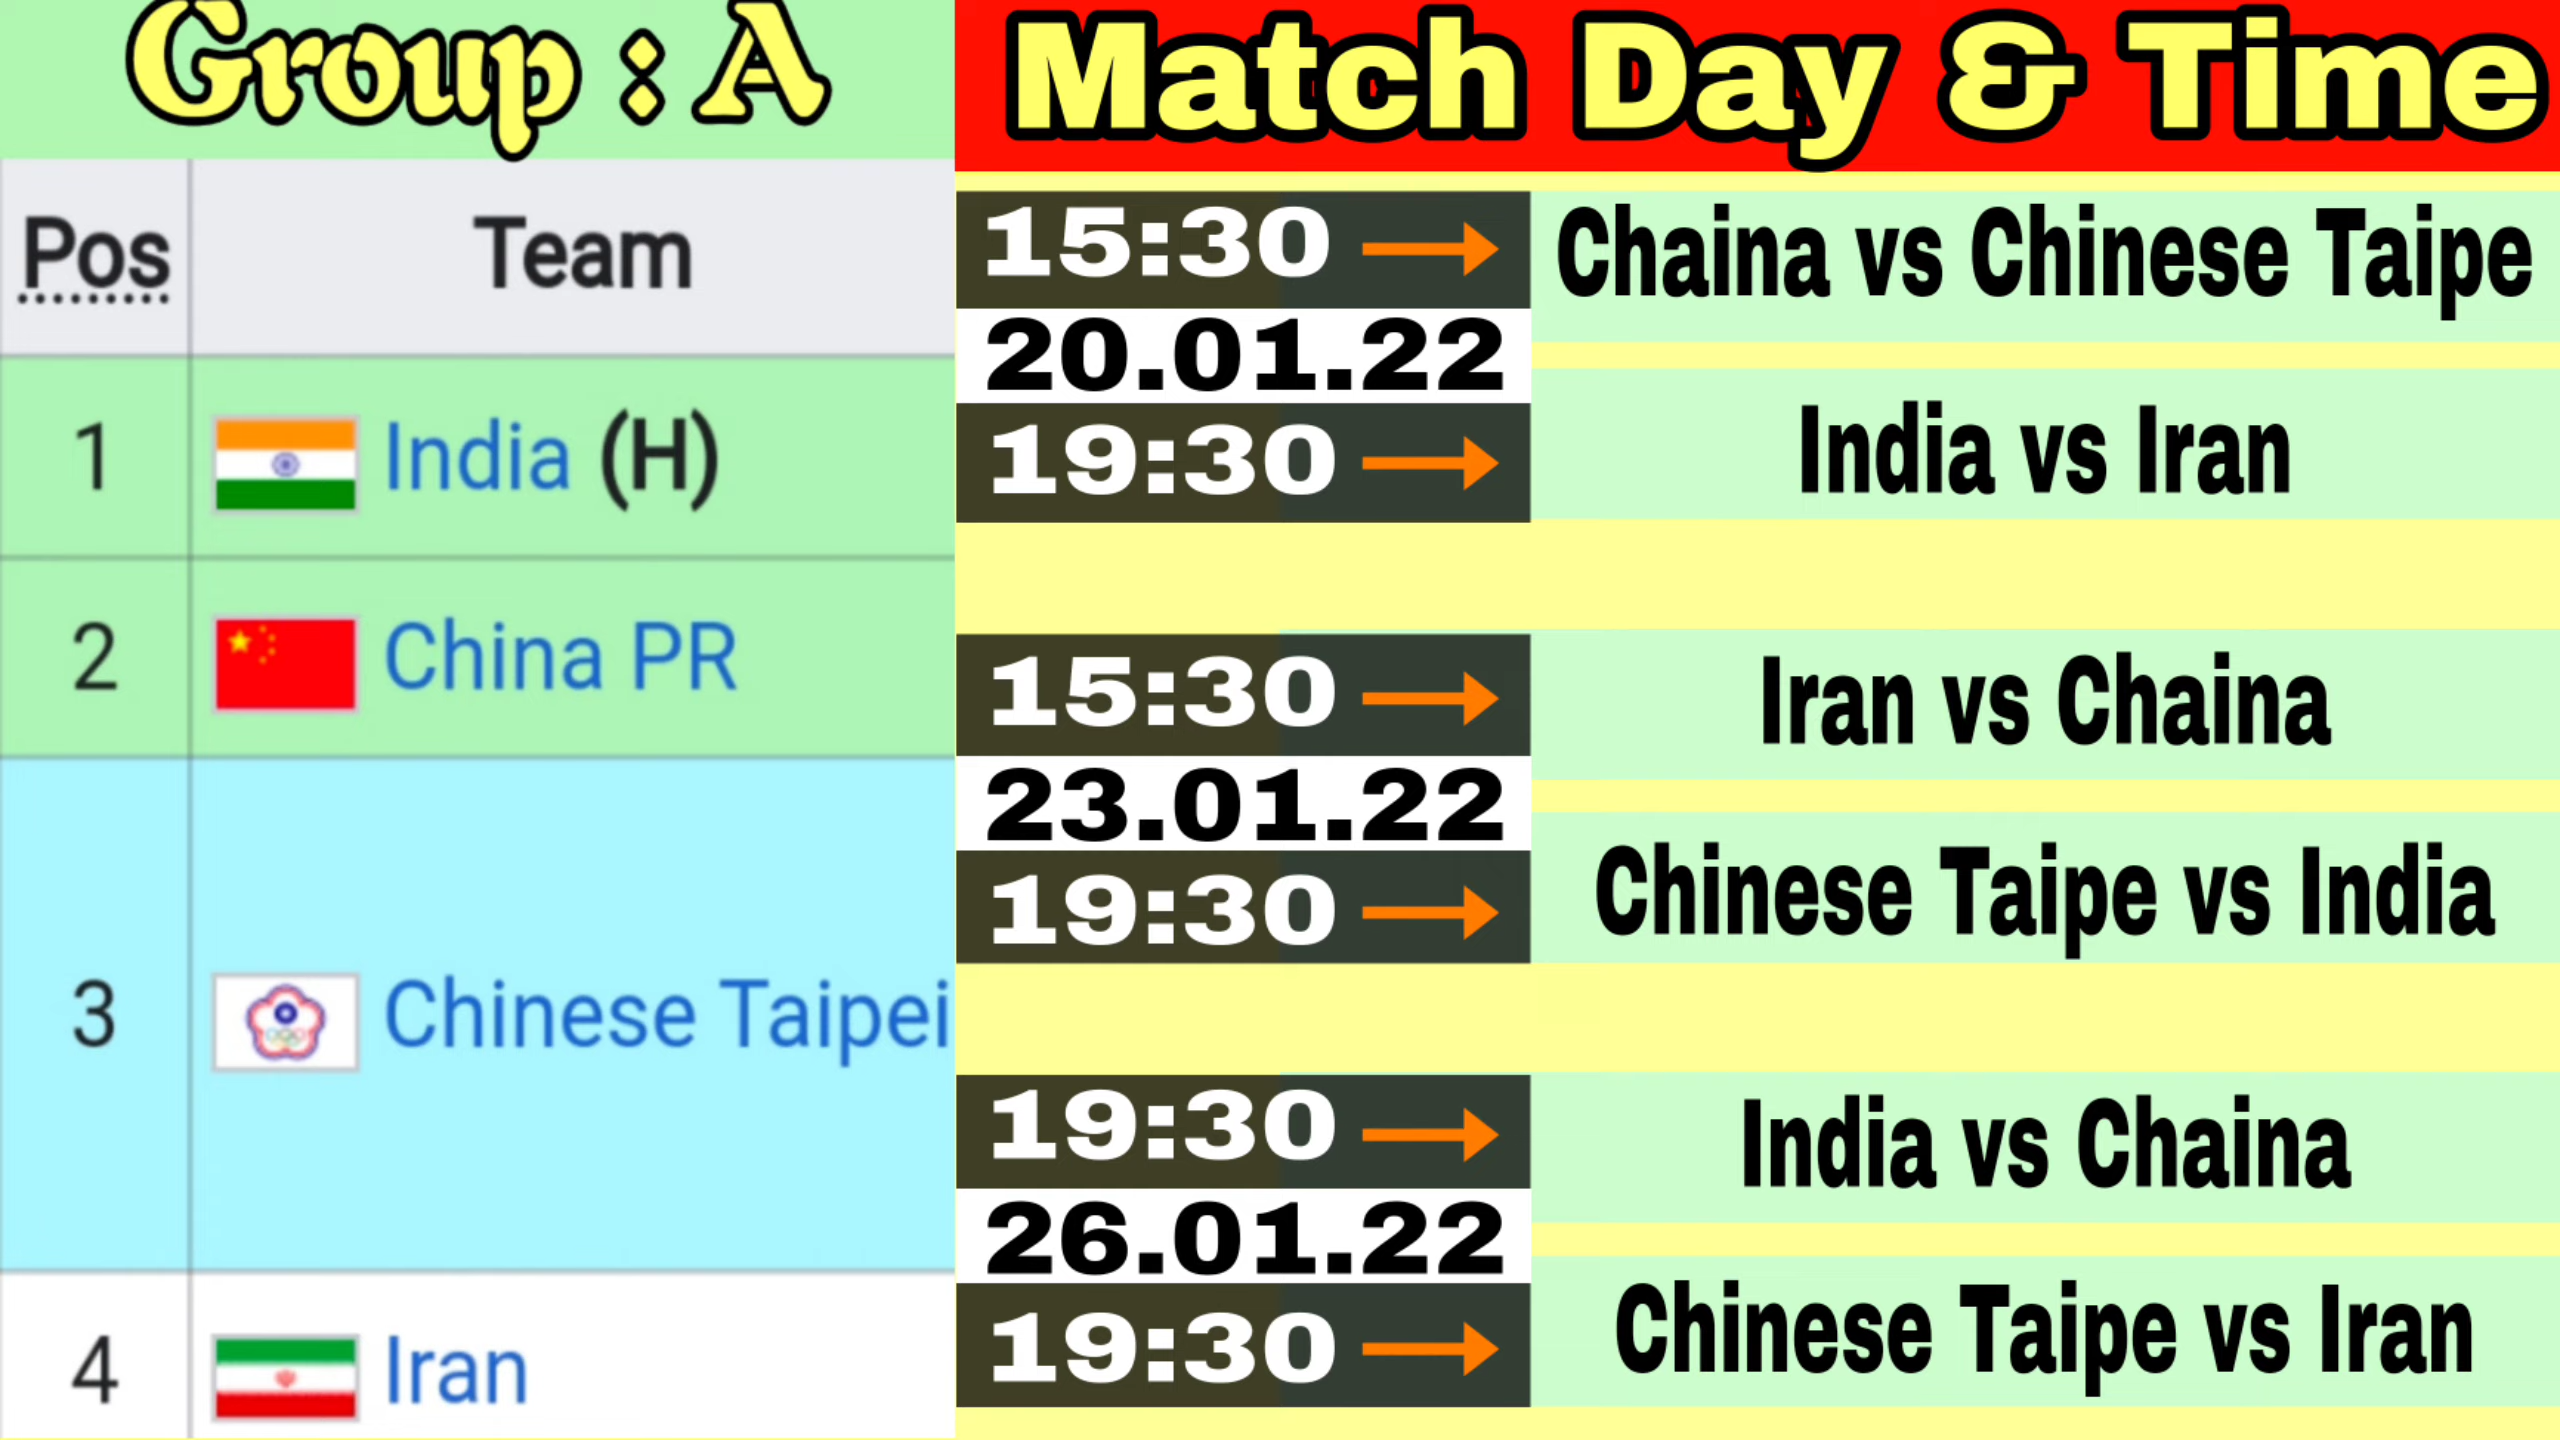 Group : A
Pos Team
1 India (H)
2 China PR
3 Chinese Taipei
4 Iran
Match Day & Time
15:30 Chaina vs Chinese Taipe
20.01.22
19:30 India vs Iran
15:30 Iran vs Chaina
23.01.22
19:30 Chinese Taipe vs India
19:30 India vs Chaina
26.01.22
19:30 Chinese Taipe vs Iran